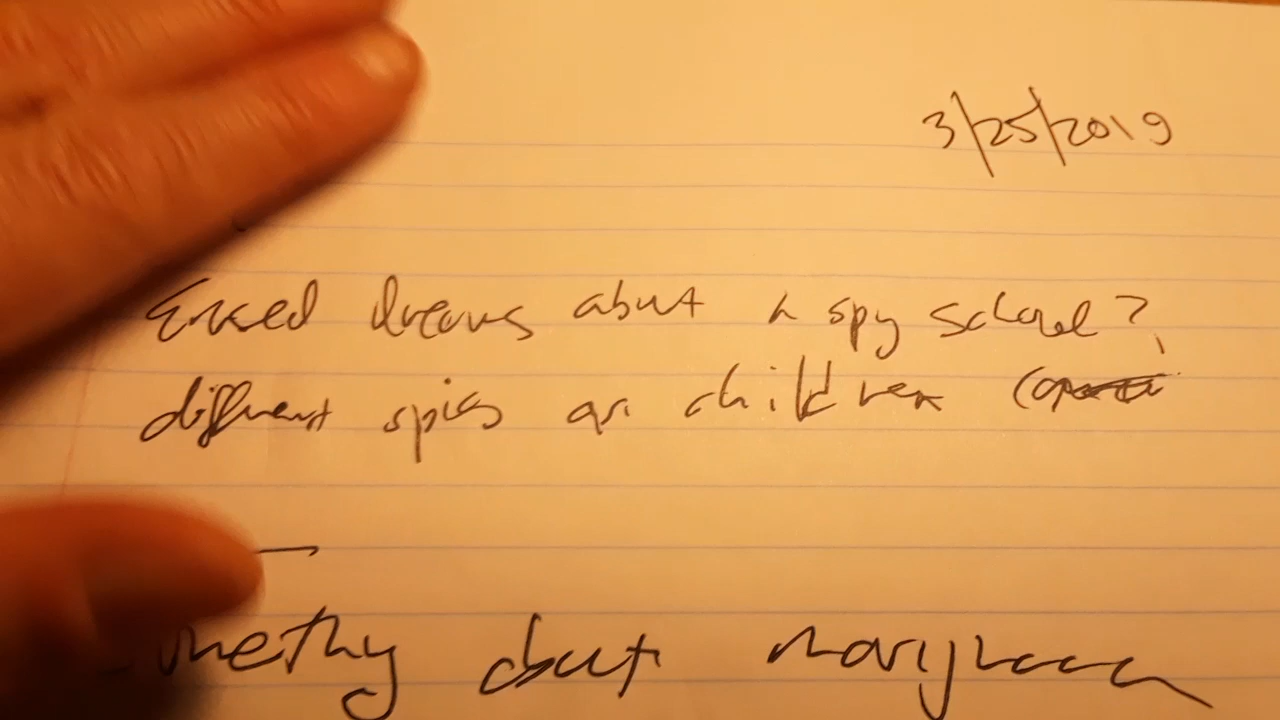 3/25/2019
dreams about a spy school?
different spies as children
about marijuana